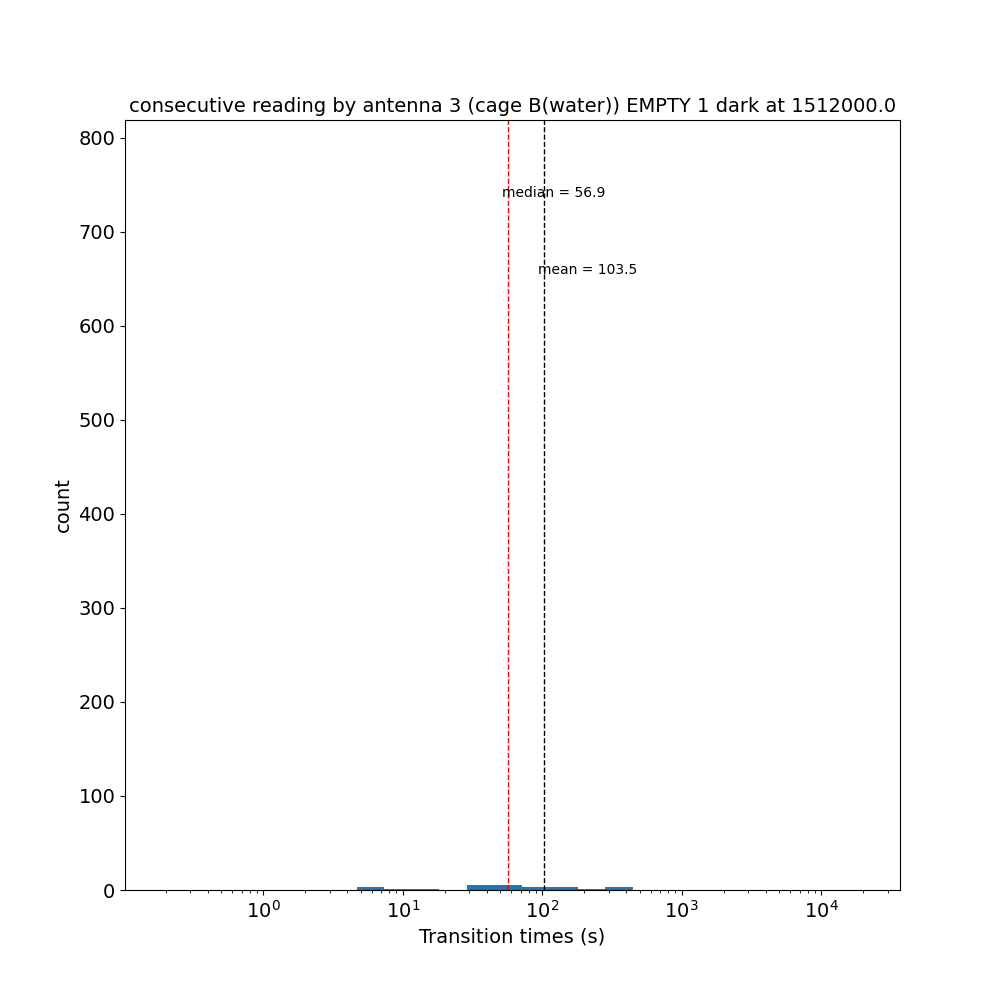 consecutive reading by antenna 3 (cage B(water)) EMPTY 1 dark at 1512000.0
800
median = 56.9
700
mean = 103.5
600
500
count
400
300
200
100
0
10^0 10^1 10^2 10^3 10^4
Transition times (s)